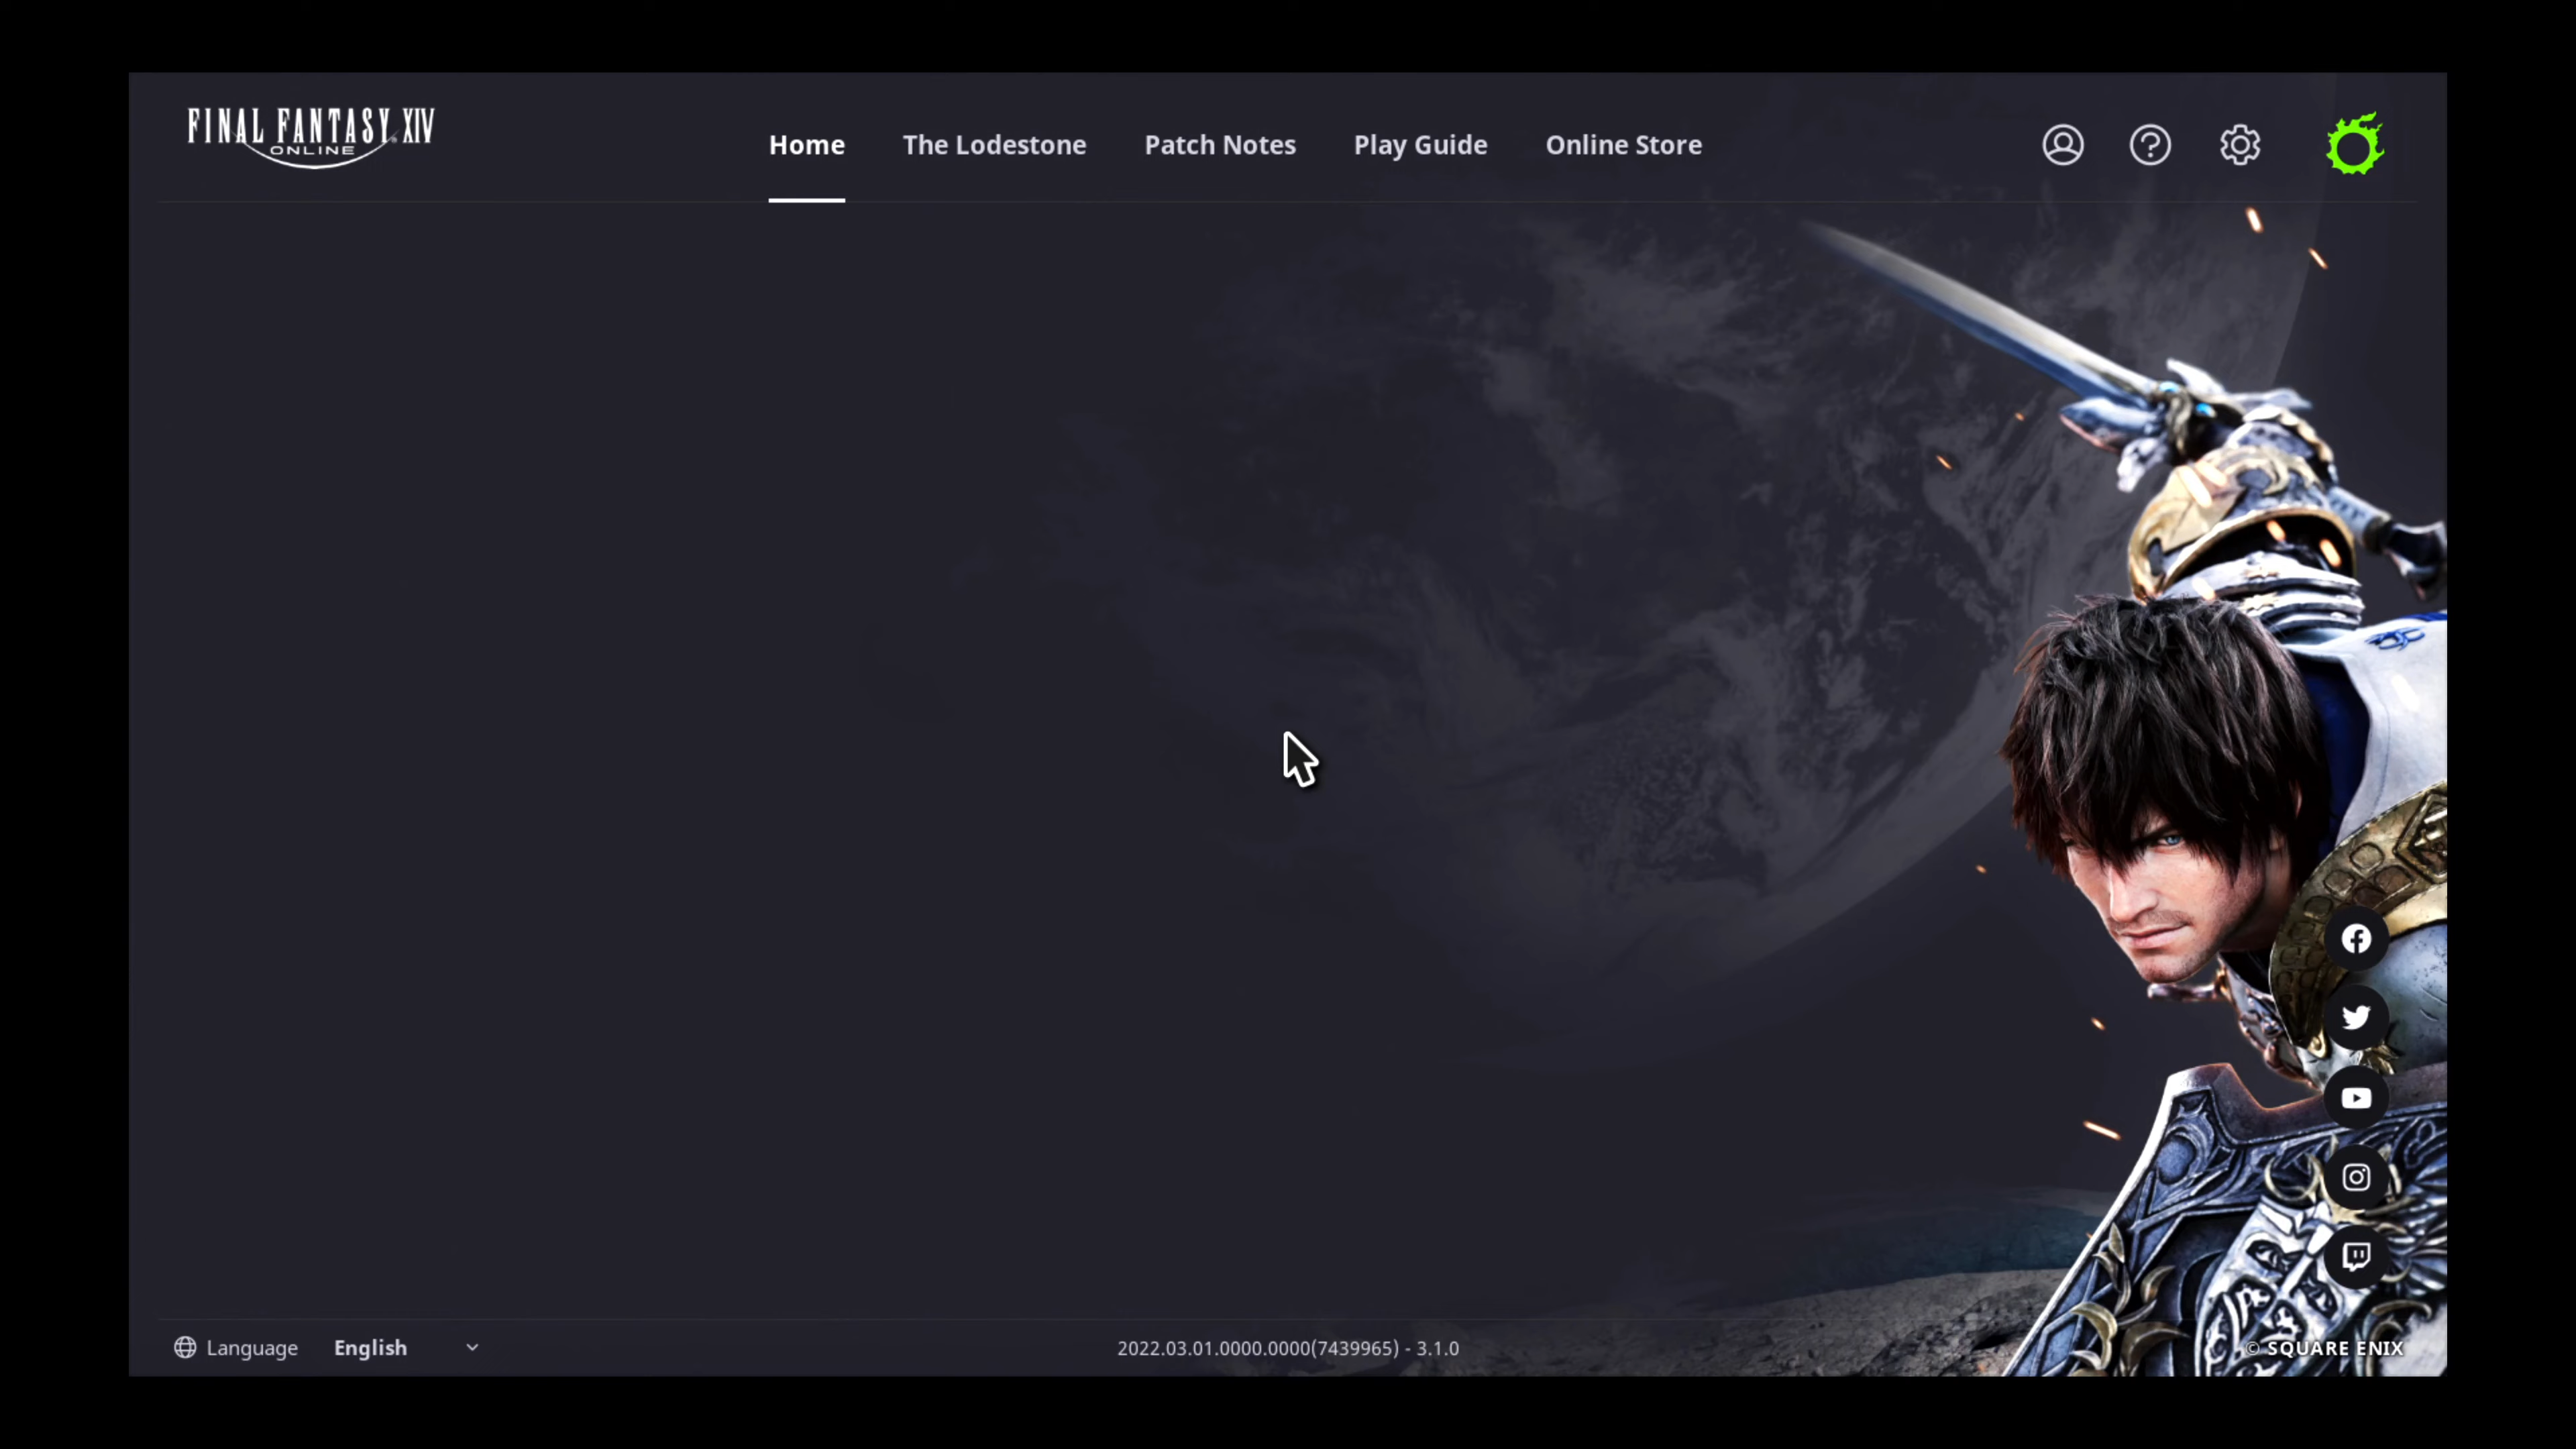 FINAL FANTASY XIV
ONLINE
Home
The Lodestone
Patch Notes
Play Guide
Online Store
Language
English
2022.03.01.0000.0000(7439965) - 3.1.0
© SQUARE ENIX